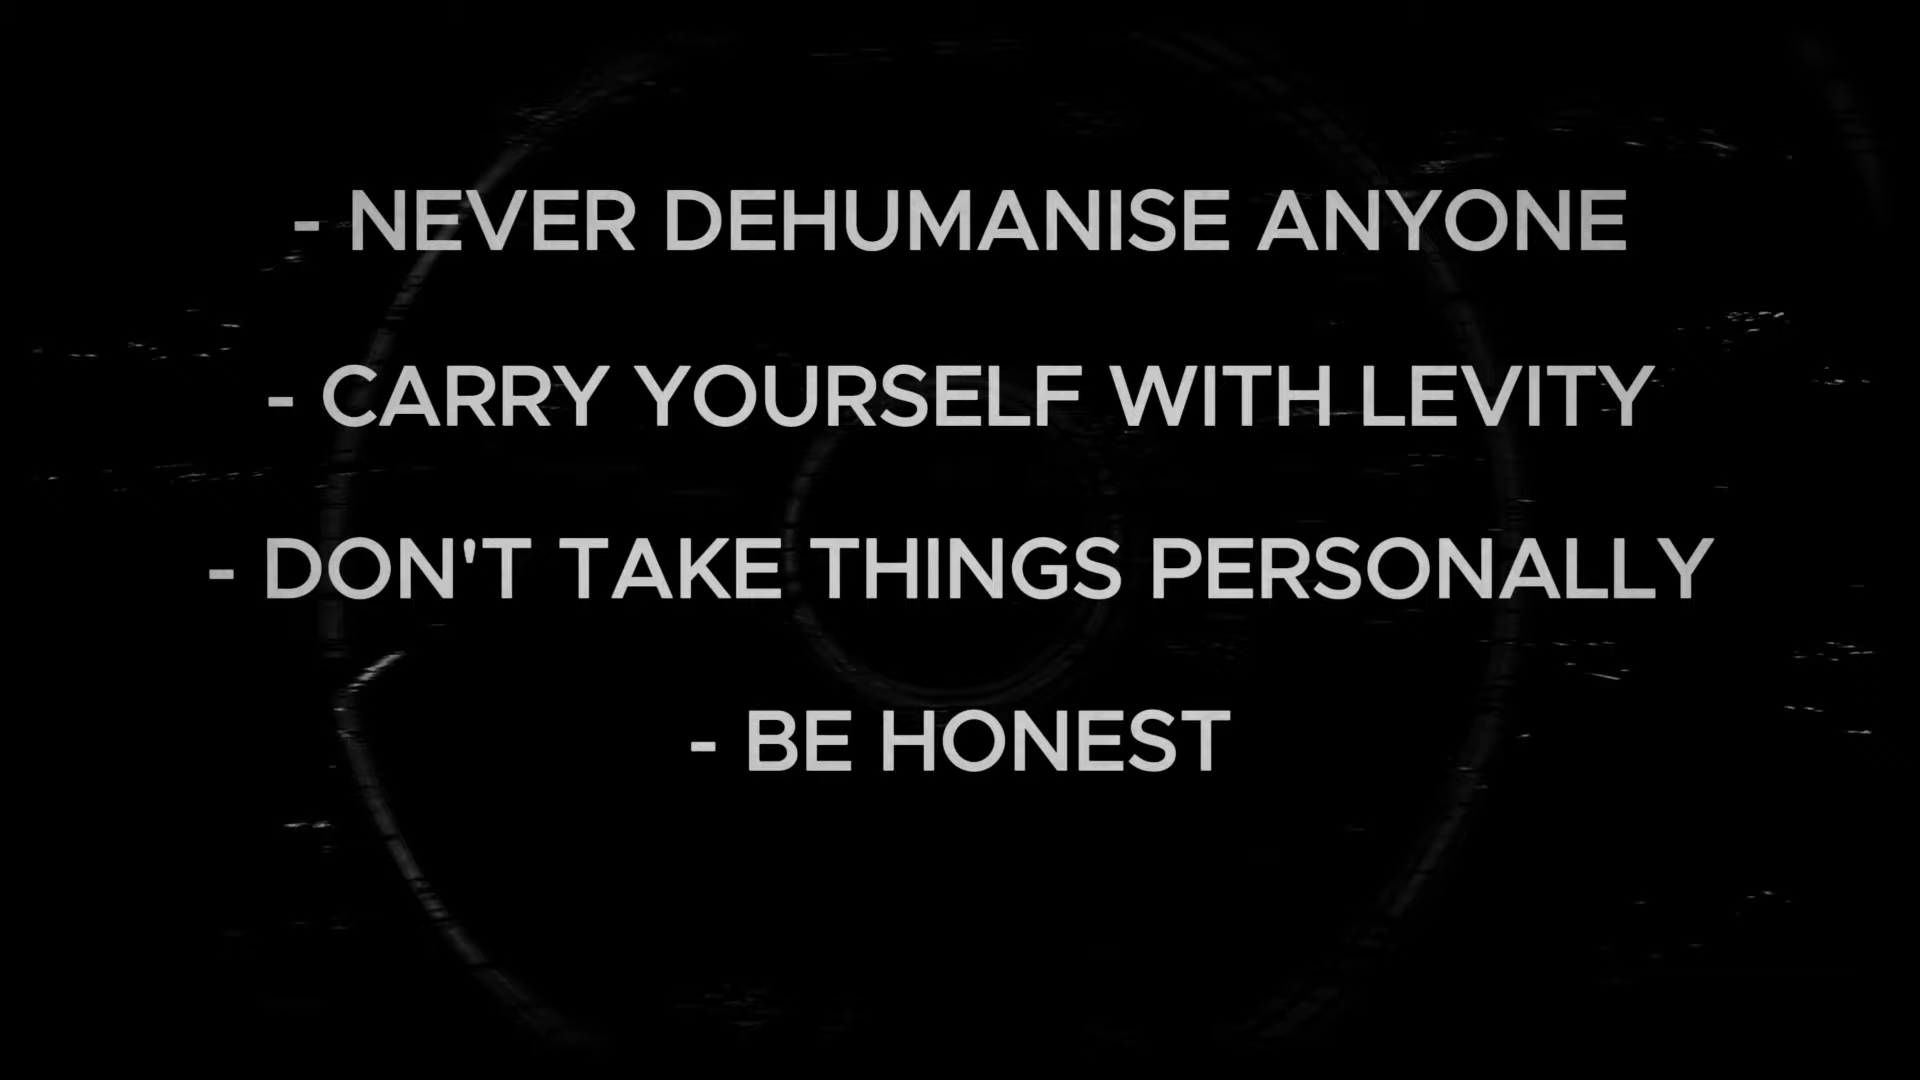 - NEVER DEHUMANISE ANYONE
- CARRY YOURSELF WITH LEVITY
- DON'T TAKE THINGS PERSONALLY
- BE HONEST